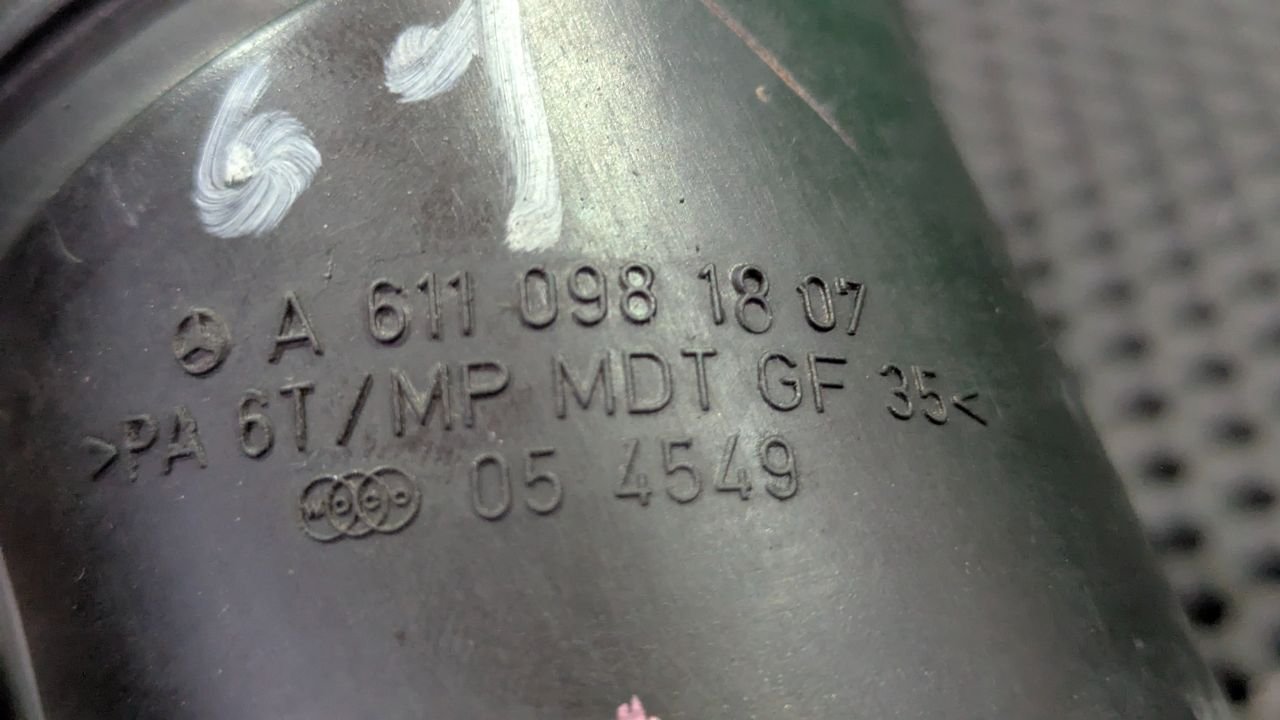 61
A 611 098 18 07
>PA 6T/MP MDT GF 35<
05 4549